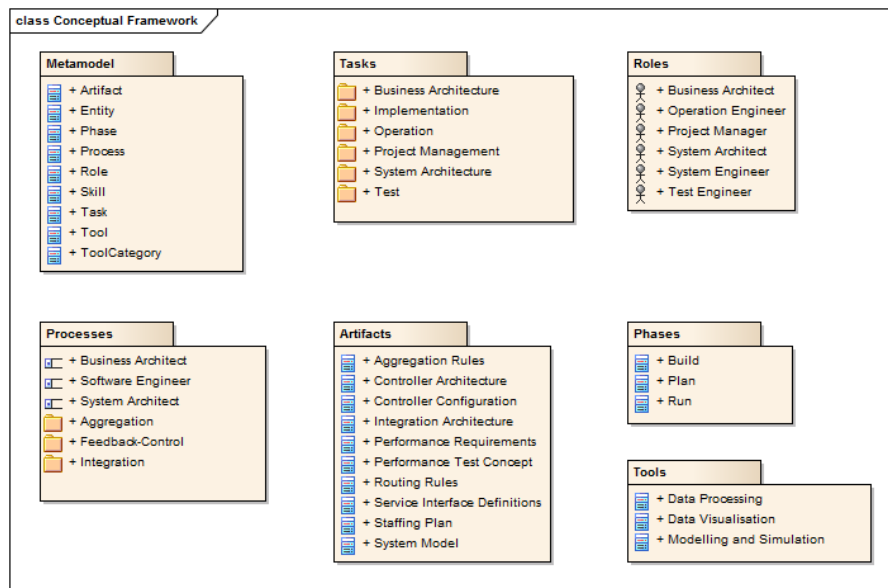 class Conceptual Framework
Metamodel
+ Artifact
+ Entity
+ Phase
+ Process
+ Role
+ Skill
+ Task
+ Tool
+ ToolCategory
Tasks
+ Business Architecture
+ Implementation
+ Operation
+ Project Management
+ System Architecture
+ Test
Roles
+ Business Architect
+ Operation Engineer
+ Project Manager
+ System Architect
+ System Engineer
+ Test Engineer
Processes
+ Business Architect
+ Software Engineer
+ System Architect
+ Aggregation
+ Feedback-Control
+ Integration
Artifacts
+ Aggregation Rules
+ Controller Architecture
+ Controller Configuration
+ Integration Architecture
+ Performance Requirements
+ Performance Test Concept
+ Routing Rules
+ Service Interface Definitions
+ Staffing Plan
+ System Model
Phases
+ Build
+ Plan
+ Run
Tools
+ Data Processing
+ Data Visualisation
+ Modelling and Simulation